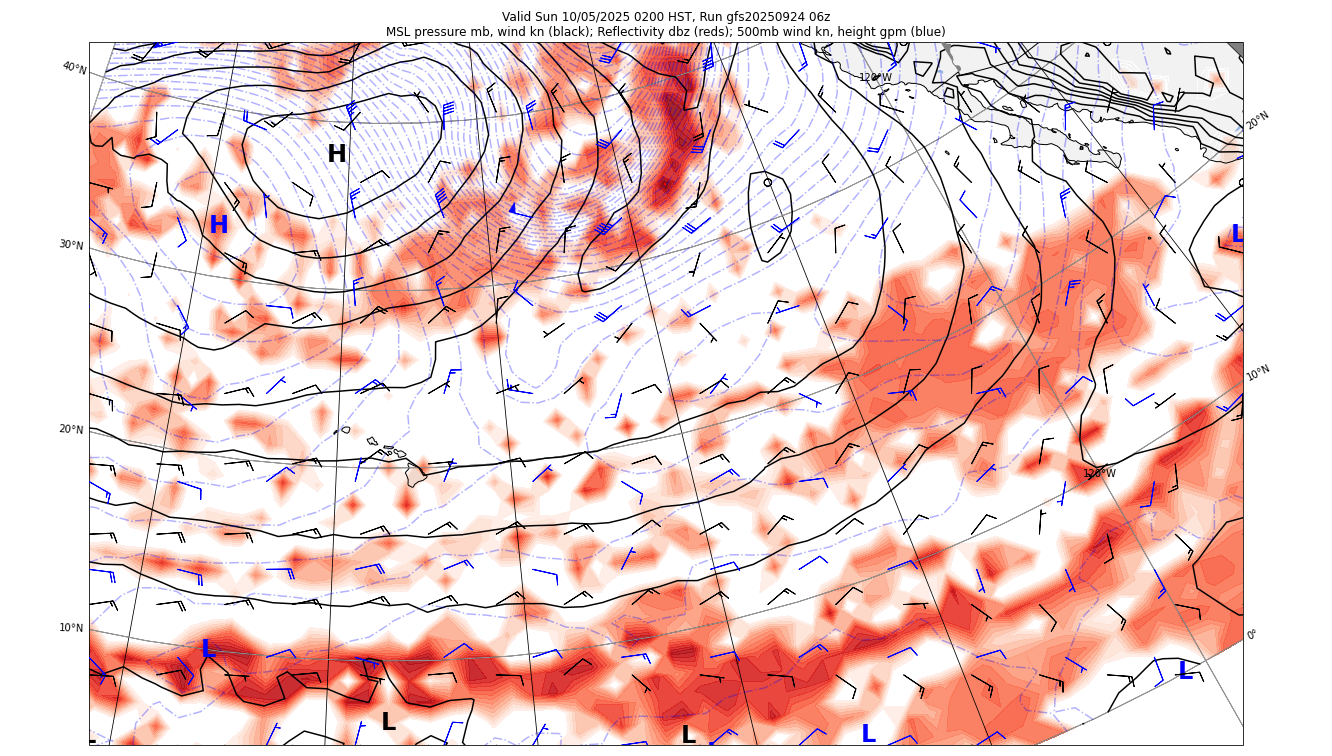 Valid Sun 10/05/2025 0200 HST, Run gfs20250924 06z
MSL pressure mb, wind kn (black); Reflectivity dbz (reds); 500mb wind kn, height gpm (blue)
40°N
120°W
20°N
H
H
L
30°N
10°N
20°N
120°W
10°N
0°
L
L
L
L
L